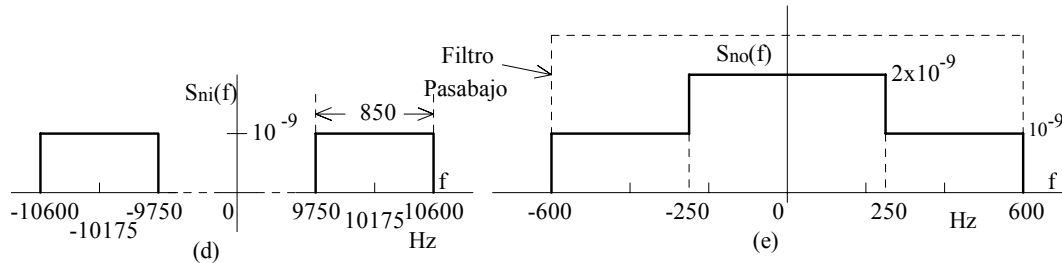 Sni(f)
10^-9
850
f
-10600
-9750
0
9750
10600
-10175
10175
Hz
(d)
Filtro
Pasabajo
Sno(f)
2x10^-9
10^-9
f
-600
-250
0
250
600
Hz
(e)